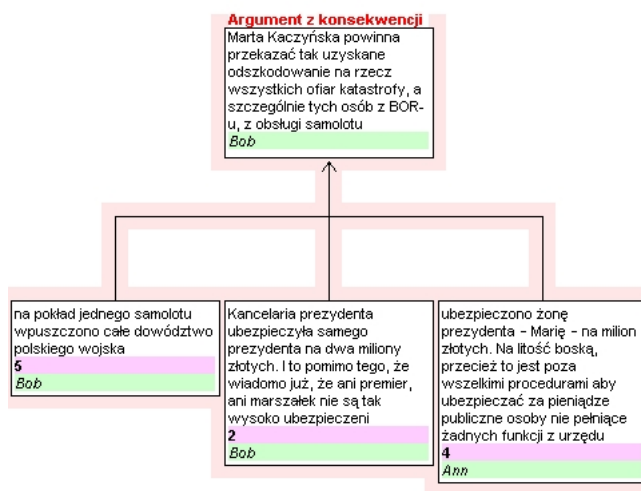 Argument z konsekwencji
Marta Kaczyńska powinna
przekazać tak uzyskane
odszkodowanie na rzecz
wszystkich ofiar katastrofy, a
szczególnie tych osób z BOR-
u, z obsługi samolotu
Bob
na pokład jednego samolotu
wpuszczono całe dowództwo
polskiego wojska
5
Bob
Kancelaria prezydenta
ubezpieczyła samego
prezydenta na dwa miliony
złotych. I to pomimo tego, że
wiadomo już, że ani premier,
ani marszałek nie są tak
wysoko ubezpieczeni
2
Bob
ubezpieczono żonę
prezydenta – Marię – na milion
złotych. Na litość boską,
przecież to jest poza
wszelkimi procedurami aby
ubezpieczać za pieniądze
publiczne osoby nie pełniące
żadnych funkcji z urzędu
4
Ann